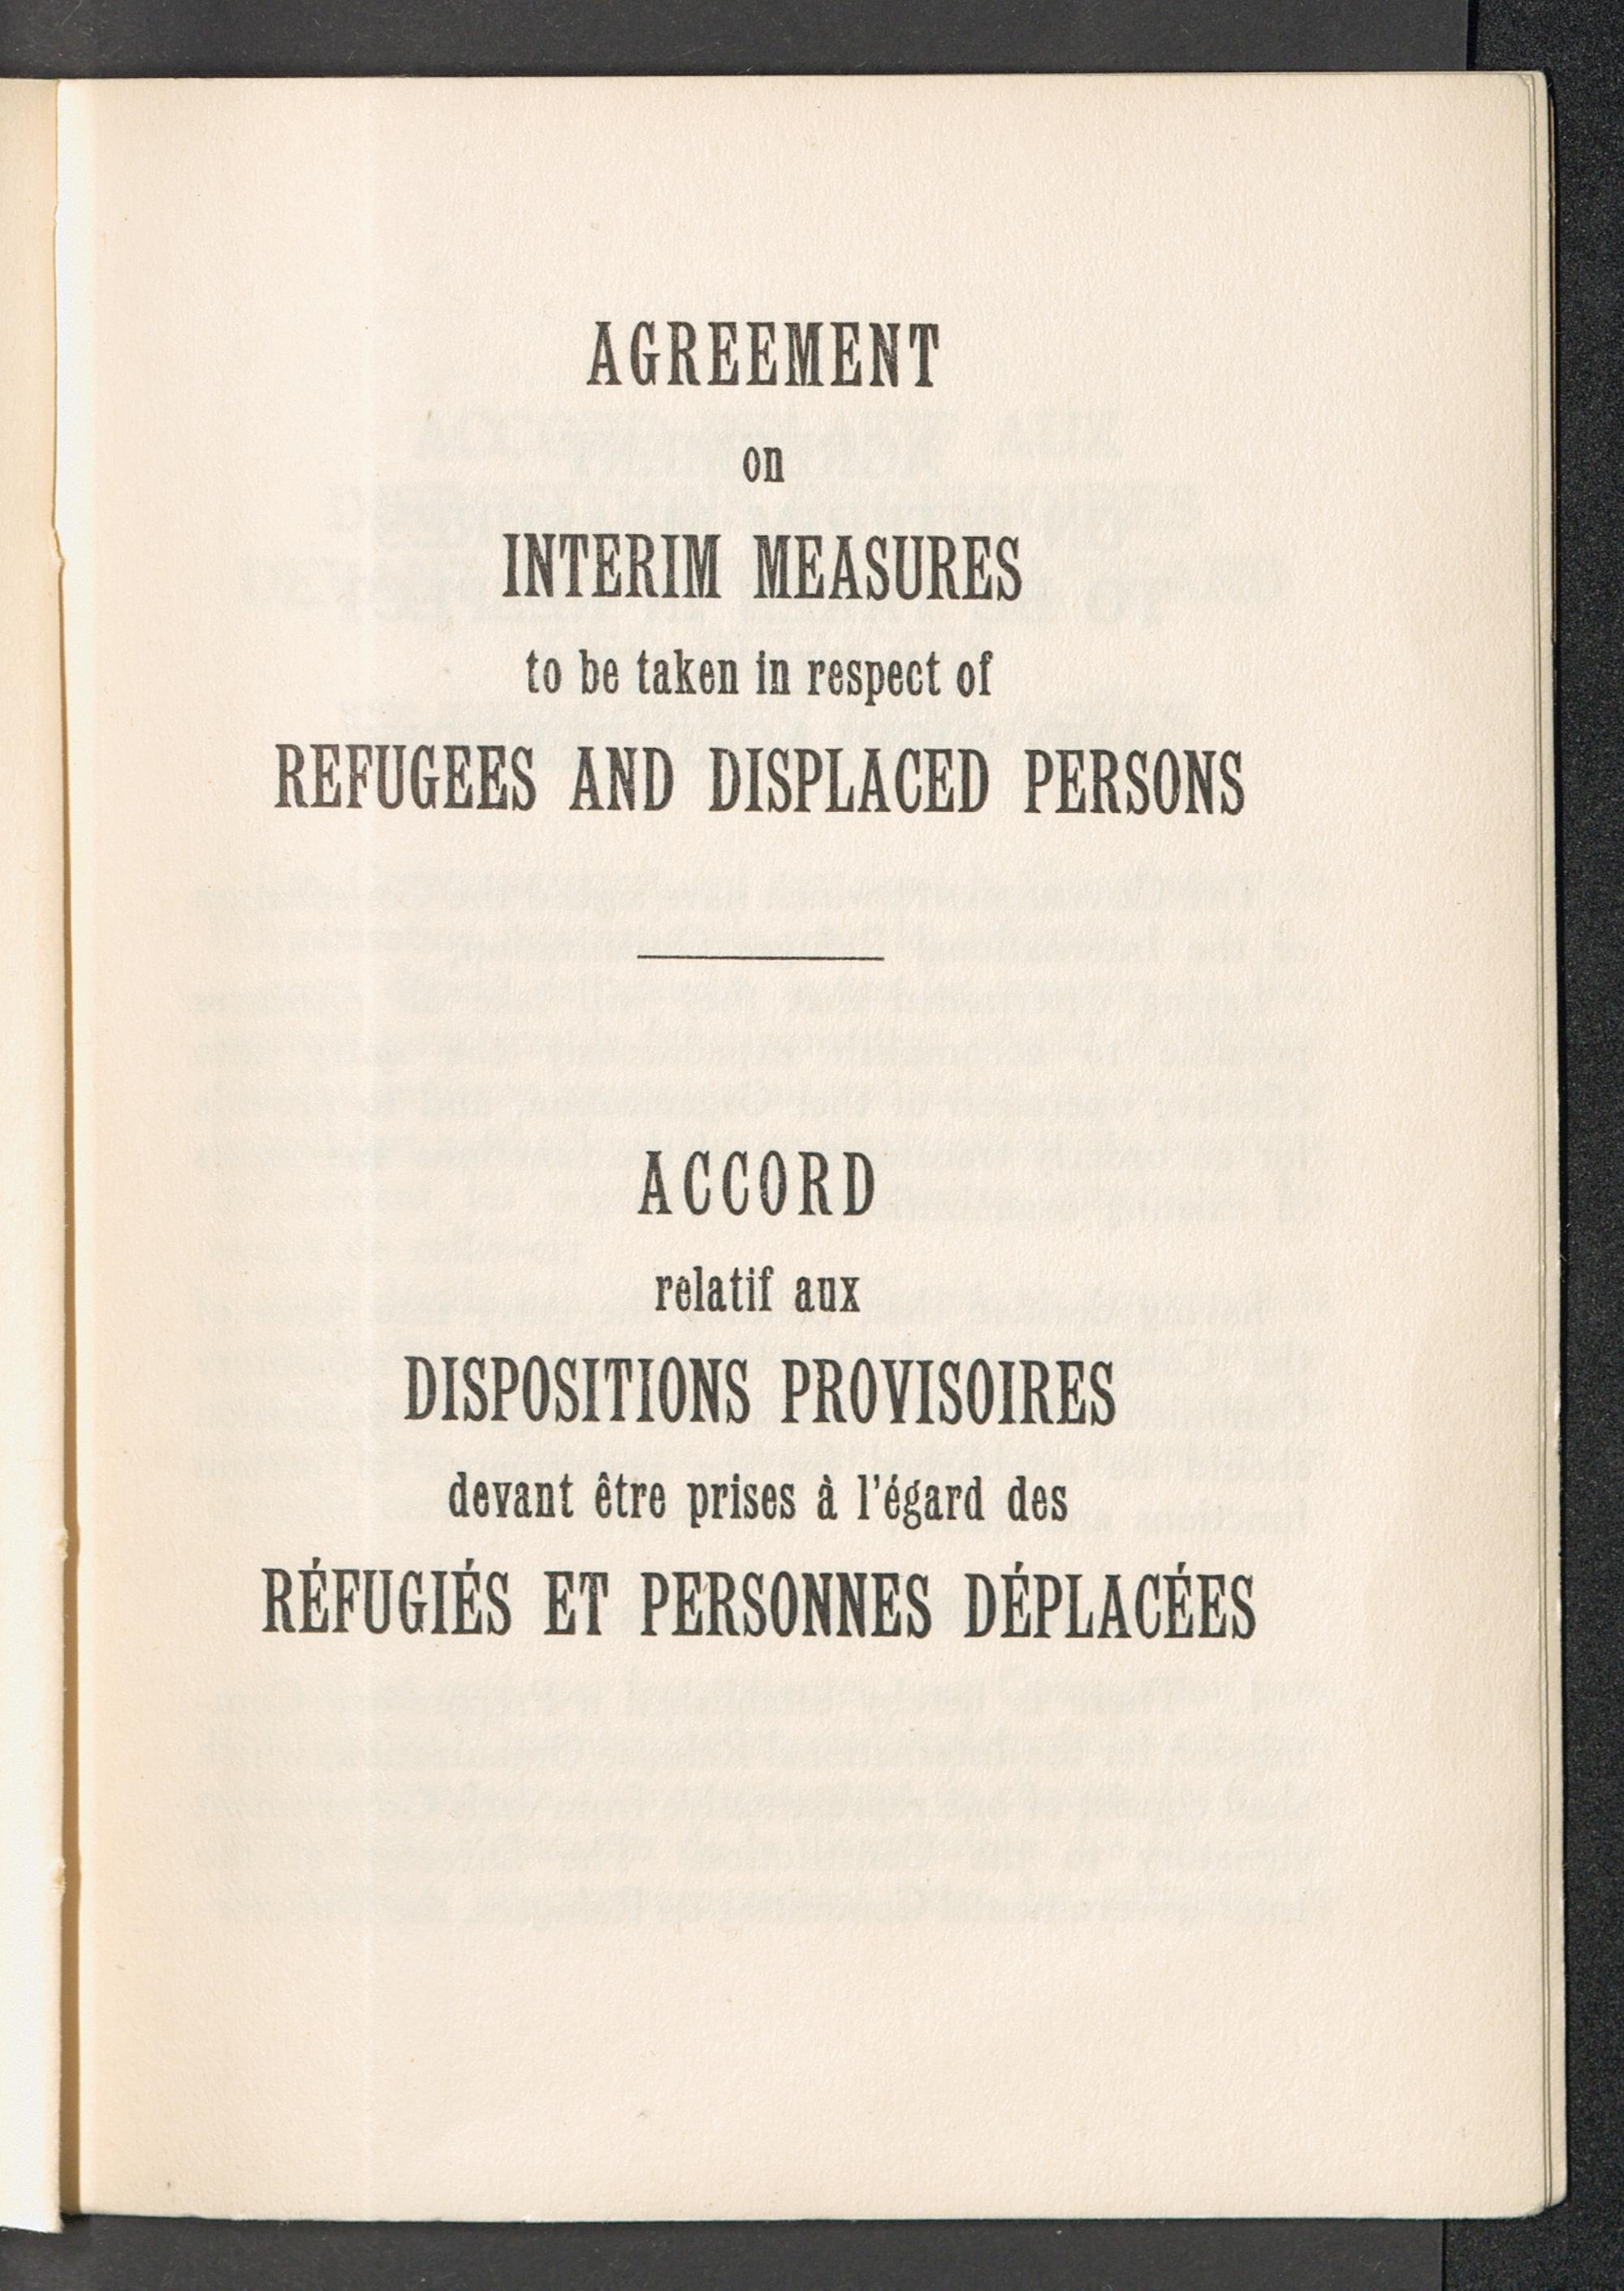 AGREEMENT
on
INTERIM MEASURES
to be taken in respect of
REFUGEES AND DISPLACED PERSONS
ACCORD
relatif aux
DISPOSITIONS PROVISOIRES
devant être prises à l'égard des
RÉFUGIÉS ET PERSONNES DÉPLACÉES